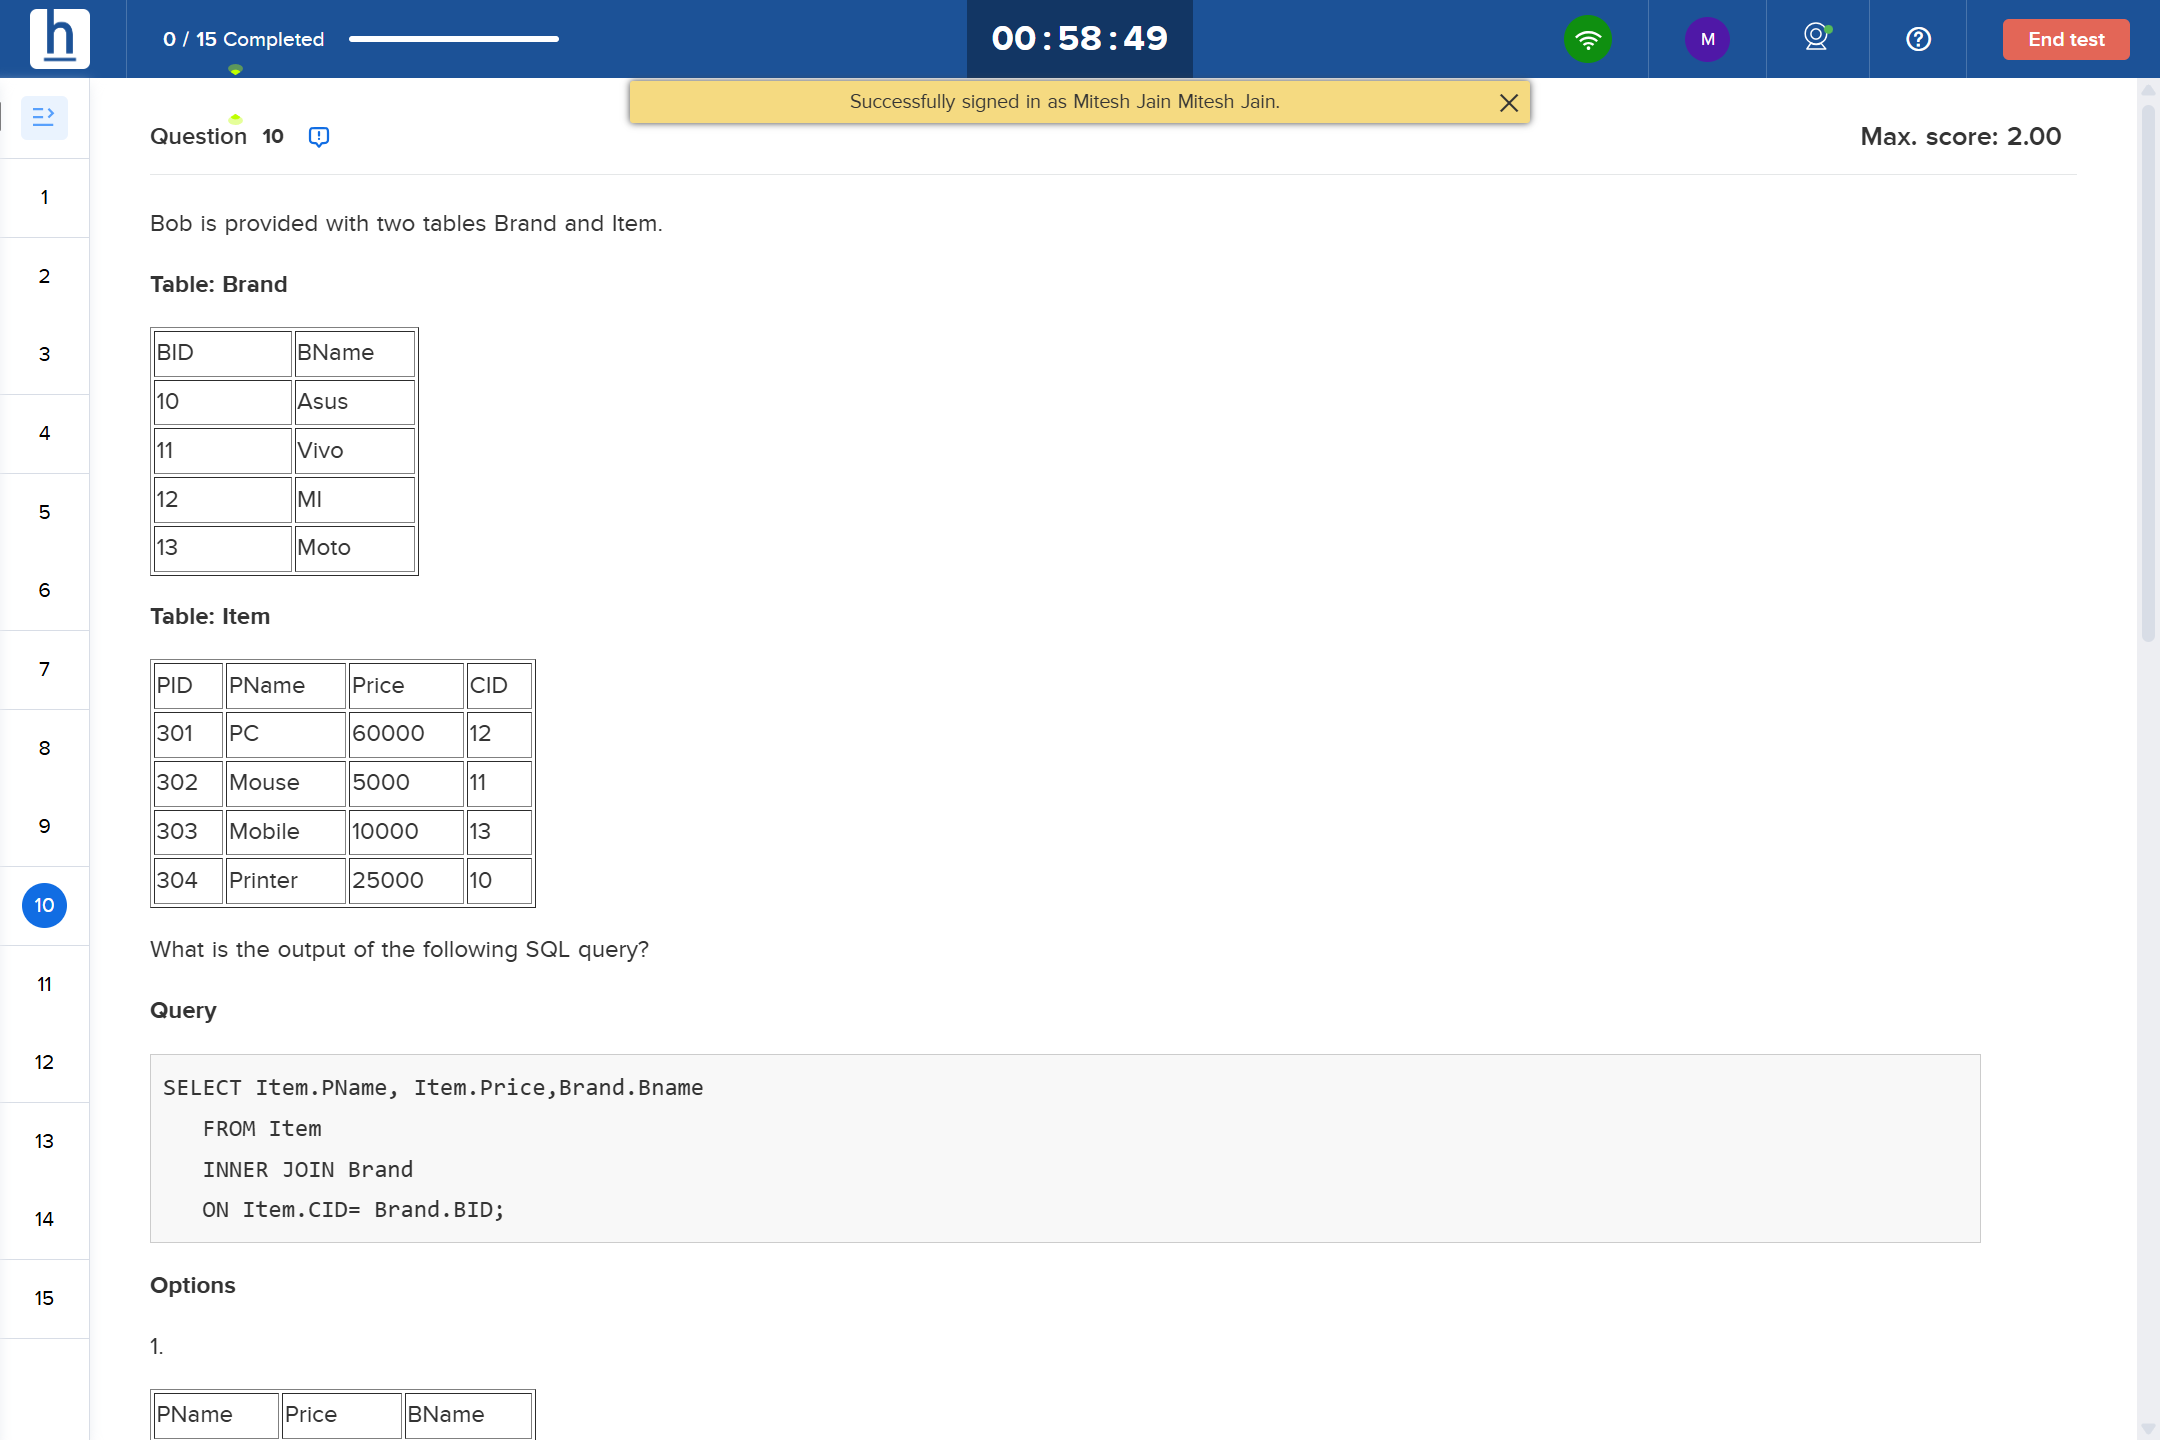 h
0 / 15 Completed
00:58:49
M
End test
Successfully signed in as Mitesh Jain Mitesh Jain.
Question 10
Max. score: 2.00
1
2
3
4
5
6
7
8
9
10
11
12
13
14
15
Bob is provided with two tables Brand and Item.
Table: Brand
BID BName
10 Asus
11 Vivo
12 MI
13 Moto
Table: Item
PID PName Price CID
301 PC 60000 12
302 Mouse 5000 11
303 Mobile 10000 13
304 Printer 25000 10
What is the output of the following SQL query?
Query
SELECT Item.PName, Item.Price,Brand.Bname
FROM Item
INNER JOIN Brand
ON Item.CID= Brand.BID;
Options
1.
PName Price BName